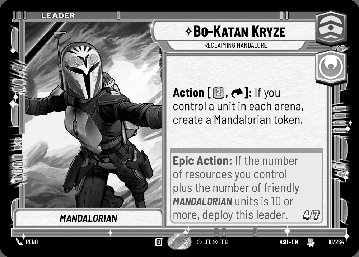 LEADER
BO-KATAN KRYZE
RECLAIMING MANDALORE
Action [ , ]: If you
control a unit in each arena,
create a Mandalorian token.
Epic Action: If the number
of resources you control
plus the number of friendly
MANDALORIAN units is 10 or
more, deploy this leader.
4/7
MANDALORIAN